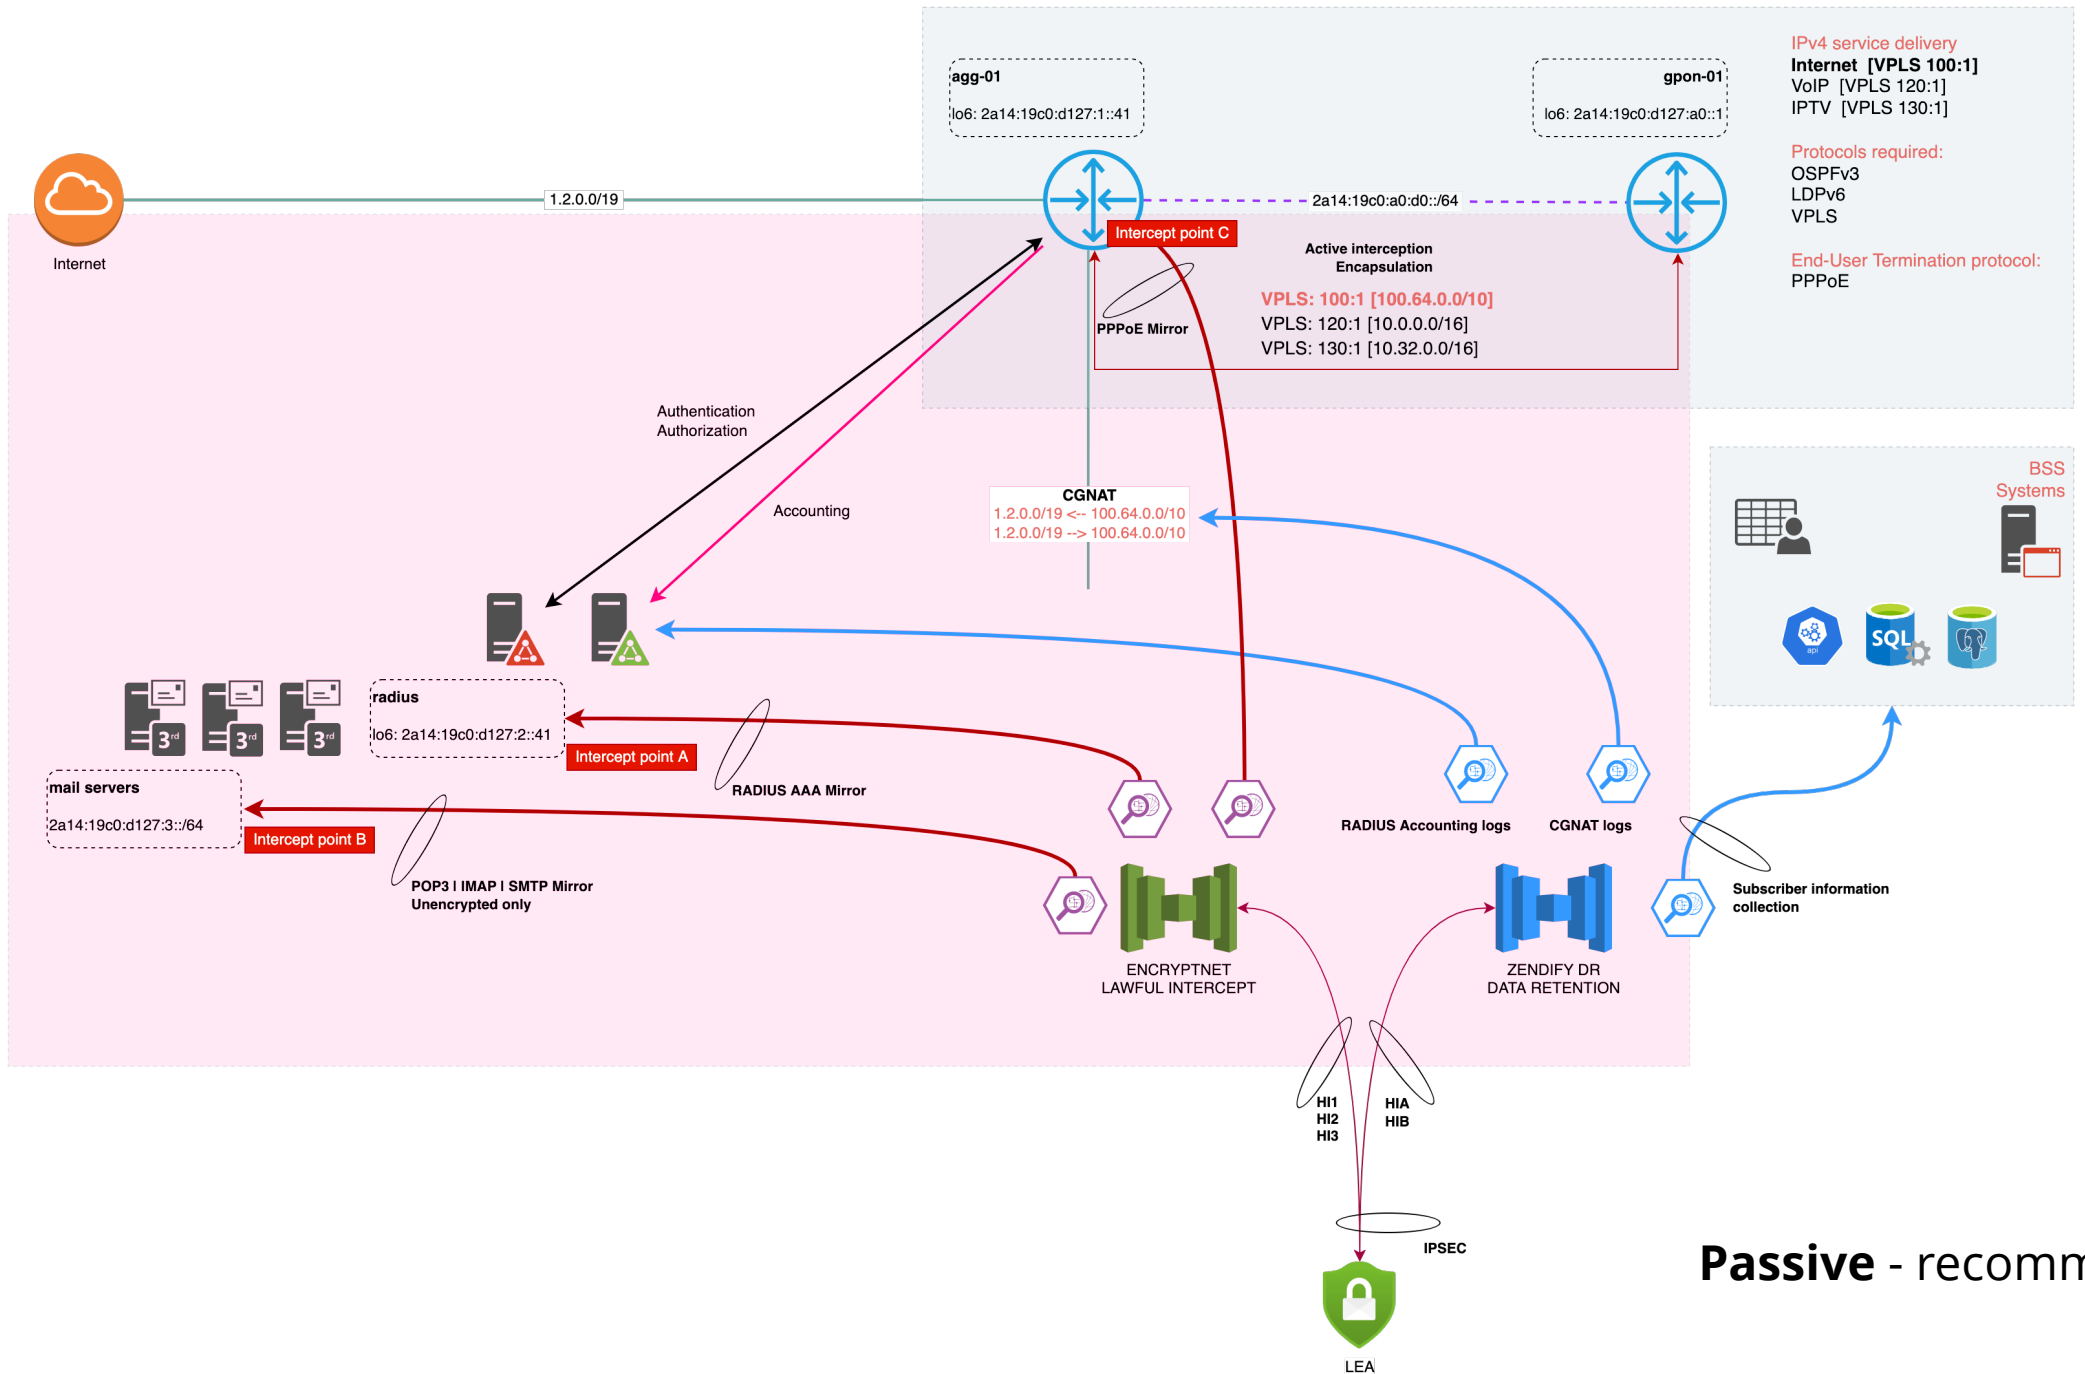 IPv4 service delivery
Internet  [VPLS 100:1]
VoIP  [VPLS 120:1]
IPTV  [VPLS 130:1]
Protocols required:
OSPFv3
LDPv6
VPLS
End-User Termination protocol:
PPPoE
agg-01
lo6: 2a14:19c0:d127:1::41
gpon-01
lo6: 2a14:19c0:d127:a0::1
1.2.0.0/19
2a14:19c0:a0:d0::/64
Internet
Intercept point C
Active interception
Encapsulation
VPLS: 100:1 [100.64.0.0/10]
VPLS: 120:1 [10.0.0.0/16]
VPLS: 130:1 [10.32.0.0/16]
PPPoE Mirror
Authentication
Authorization
Accounting
CGNAT
1.2.0.0/19 <-- 100.64.0.0/10
1.2.0.0/19 --> 100.64.0.0/10
BSS
Systems
api
SQL
3rd
3rd
3rd
radius
lo6: 2a14:19c0:d127:2::41
Intercept point A
RADIUS AAA Mirror
mail servers
2a14:19c0:d127:3::/64
Intercept point B
POP3 | IMAP | SMTP Mirror
Unencrypted only
RADIUS Accounting logs
CGNAT logs
Subscriber information
collection
ENCRYPTNET
LAWFUL INTERCEPT
ZENDIFY DR
DATA RETENTION
HI1
HI2
HI3
HIA
HIB
IPSEC
LEA
Passive - recomm